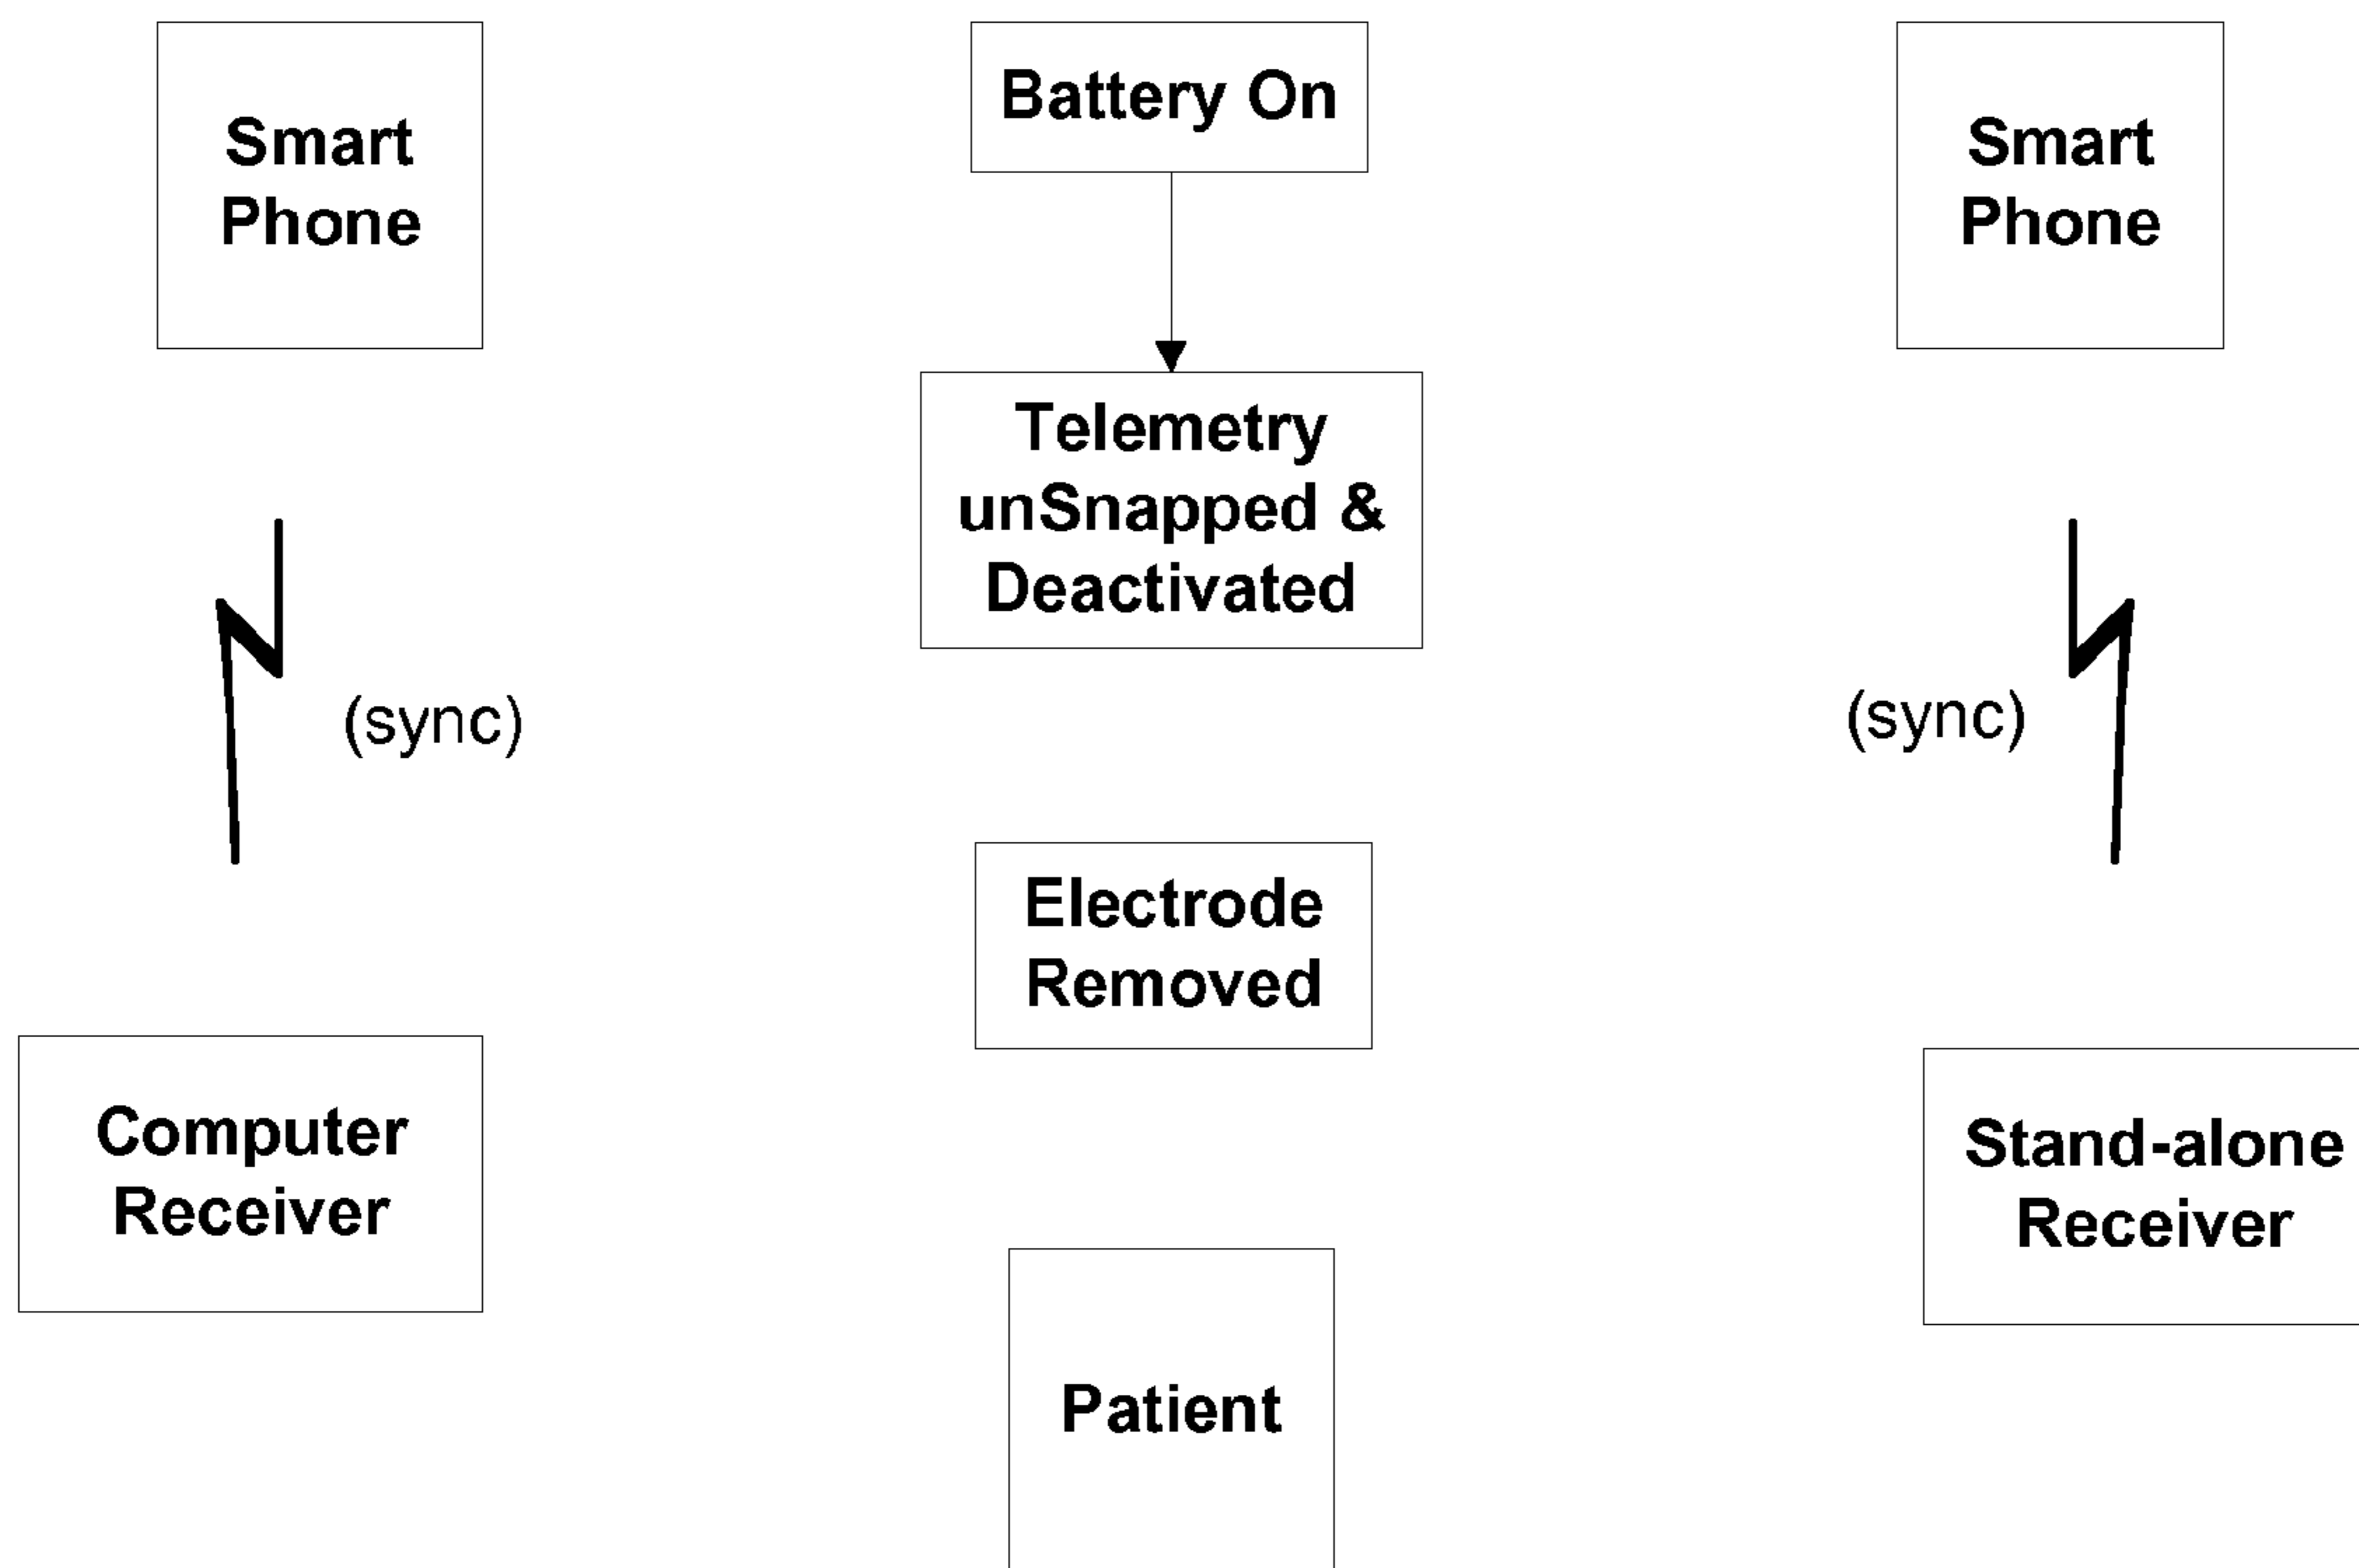 Smart
Phone
Battery On
Smart
Phone
Telemetry
unSnapped &
Deactivated
(sync)
(sync)
Electrode
Removed
Computer
Receiver
Stand-alone
Receiver
Patient